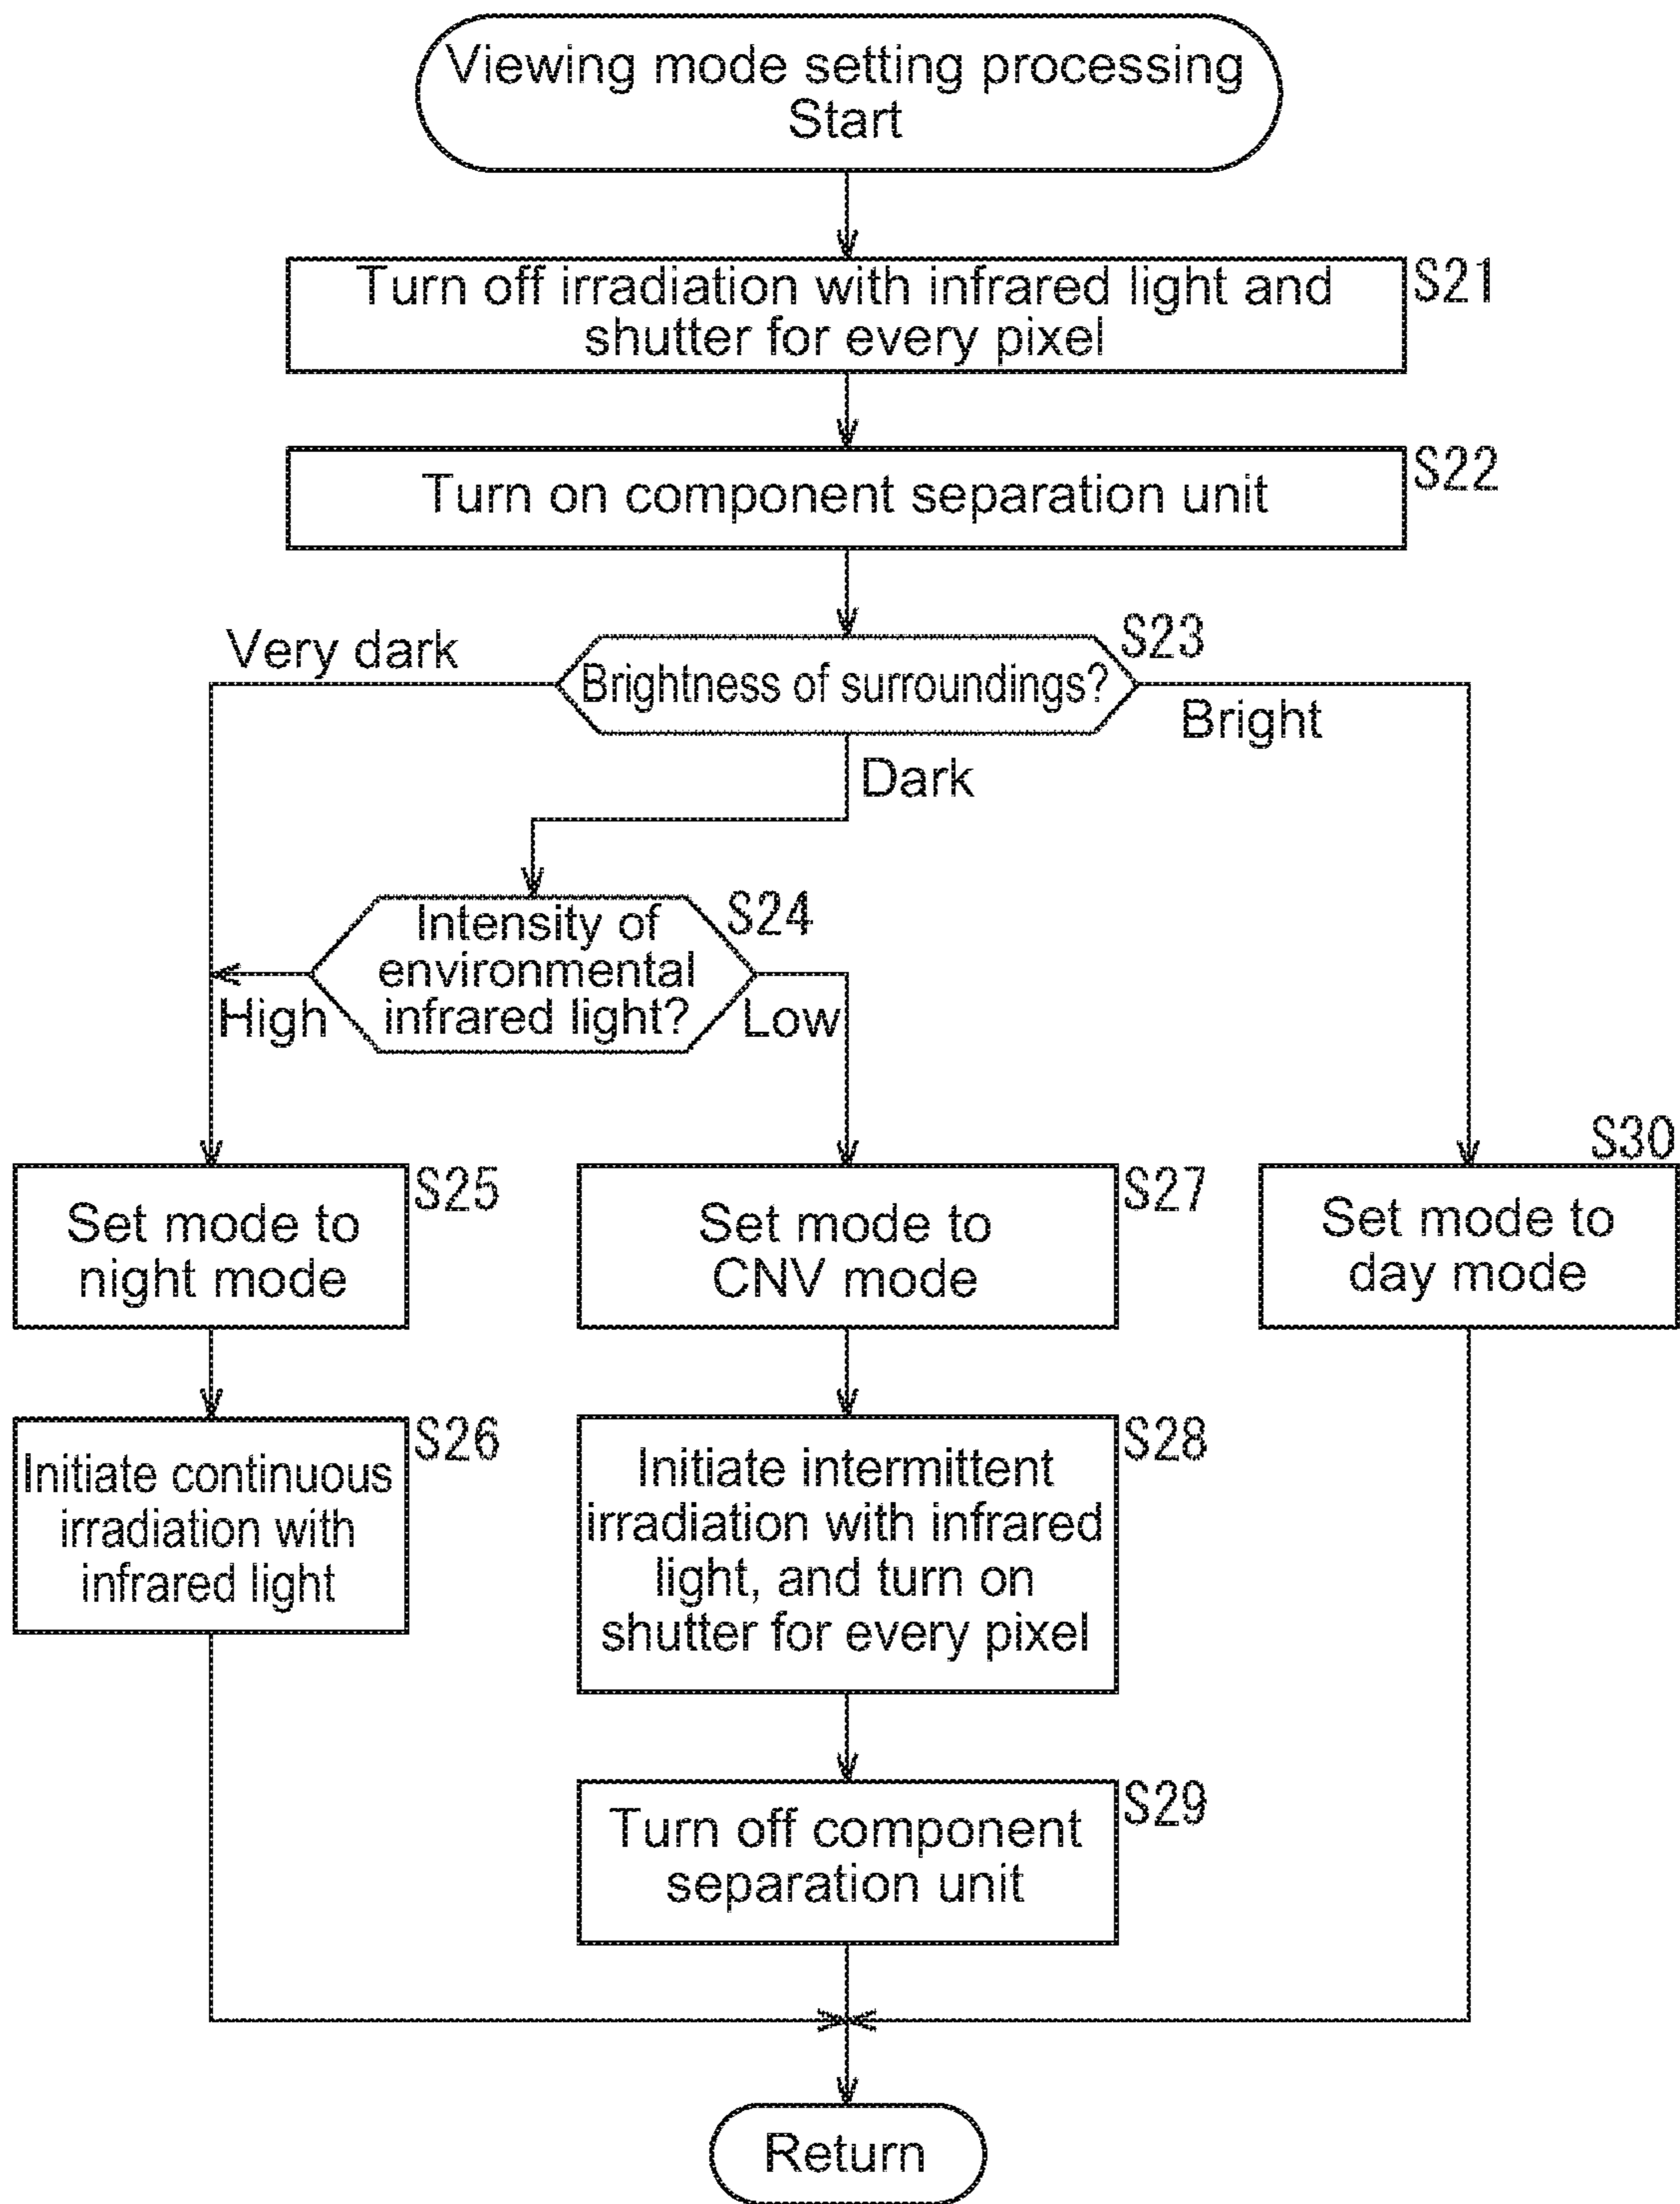 Viewing mode setting processing
Start
S21
Turn off irradiation with infrared light and
shutter for every pixel
S22
Turn on component separation unit
S23
Brightness of surroundings?
Very dark
Bright
Dark
S24
Intensity of
environmental
infrared light?
High
Low
S25
Set mode to
night mode
S27
Set mode to
CNV mode
S30
Set mode to
day mode
S26
Initiate continuous
irradiation with
infrared light
S28
Initiate intermittent
irradiation with infrared
light, and turn on
shutter for every pixel
S29
Turn off component
separation unit
Return